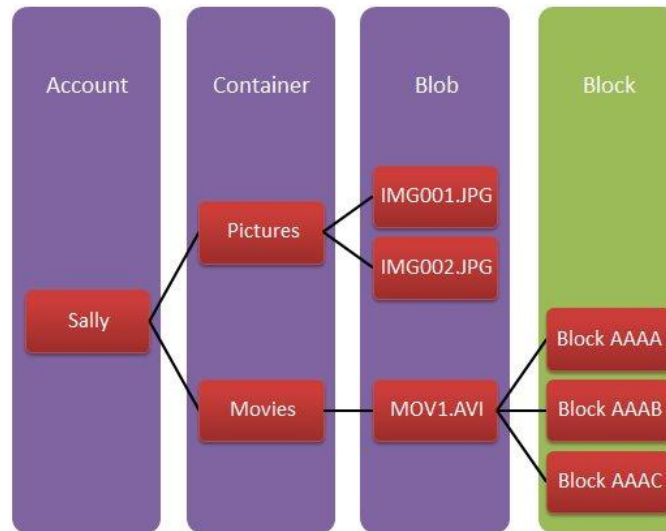 Account
Container
Blob
Block
Sally
Pictures
Movies
IMG001.JPG
IMG002.JPG
MOV1.AVI
Block AAAA
Block AAAB
Block AAAC